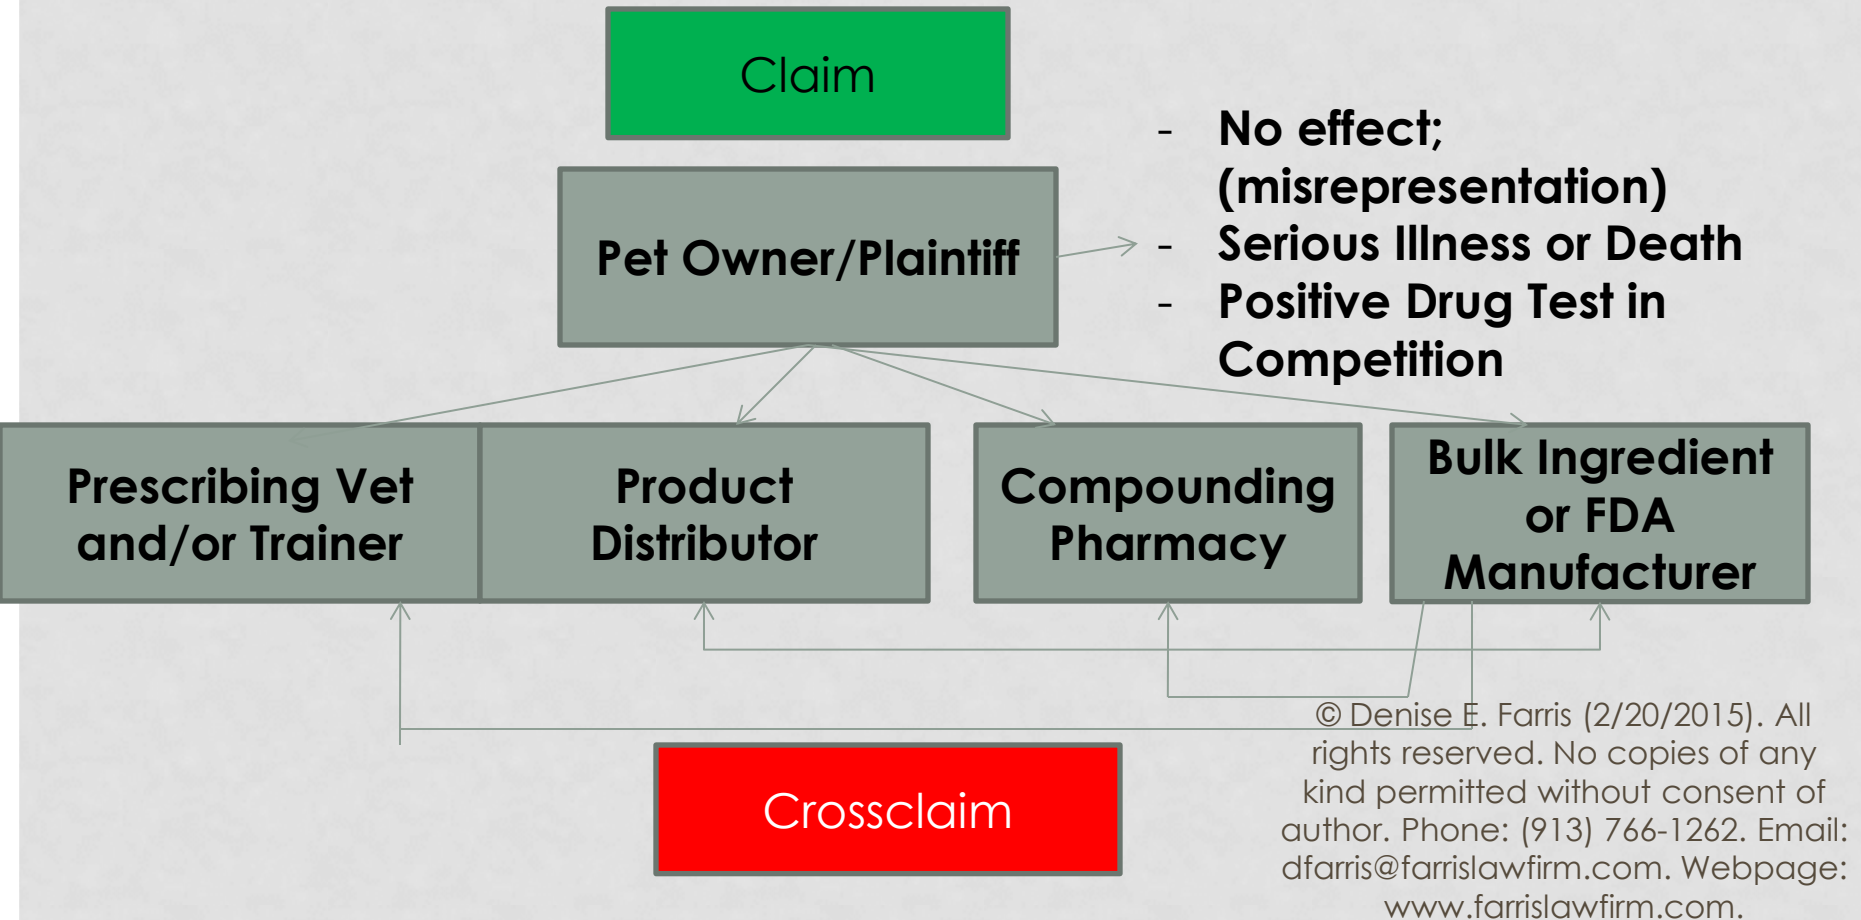 Claim
Pet Owner/Plaintiff
- No effect;
(misrepresentation)
- Serious Illness or Death
- Positive Drug Test in
Competition
Prescribing Vet
and/or Trainer
Product
Distributor
Compounding
Pharmacy
Bulk Ingredient
or FDA
Manufacturer
Crossclaim
© Denise E. Farris (2/20/2015). All
rights reserved. No copies of any
kind permitted without consent of
author. Phone: (913) 766-1262. Email:
dfarris@farrislawfirm.com. Webpage:
www.farrislawfirm.com.